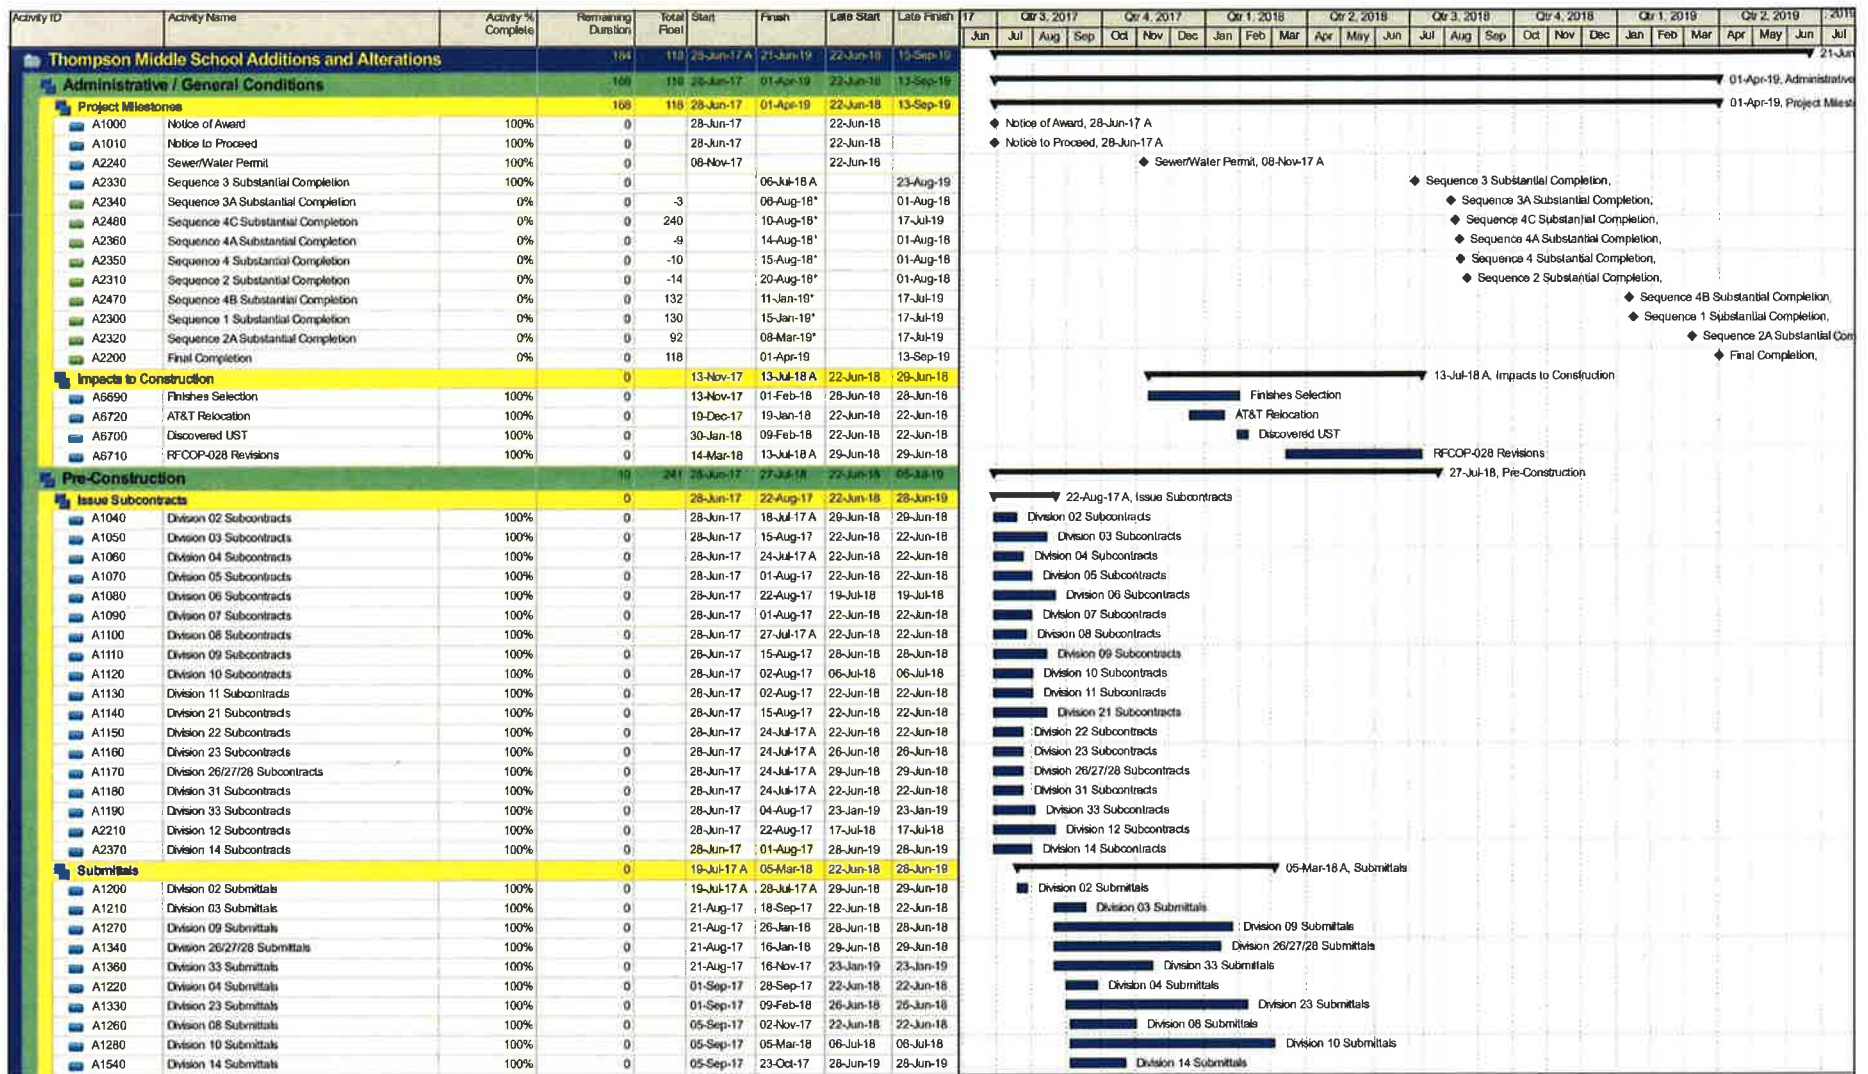 Activity ID Activity Name Activity % Complete Remaining Duration Total Float Start Finish Late Start Late Finish 17 Qtr 3, 2017 Qtr 4, 2017 Qtr 1, 2018 Qtr 2, 2018 Qtr 3, 2018 Qtr 4, 2018 Qtr 1, 2019 Qtr 2, 2019 , 2019
Jun Jul Aug Sep Oct Nov Dec Jan Feb Mar Apr May Jun Jul Aug Sep Oct Nov Dec Jan Feb Mar Apr May Jun Jul
Thompson Middle School Additions and Alterations 184 118 28-Jun-17 A 21-Jun-19 22-Jun-18 21-Jun
Administrative / General Conditions 168 118 28-Jun-17 01-Apr-19 22-Jun-18 13-Sep-19 01-Apr-19, Administrative
Project Milestones 168 118 28-Jun-17 01-Apr-19 22-Jun-18 13-Sep-19 01-Apr-19, Project Milest
A1000 Notice of Award 100% 0 28-Jun-17 22-Jun-18 Notice of Award, 28-Jun-17 A
A1010 Notice to Proceed 100% 0 28-Jun-17 22-Jun-18 Notice to Proceed, 28-Jun-17 A
A2240 Sewer/Water Permit 100% 0 08-Nov-17 22-Jun-18 Sewer/Water Permit, 08-Nov-17 A
A2330 Sequence 3 Substantial Completion 100% 0 06-Jul-18 A 23-Aug-19 Sequence 3 Substantial Completion,
A2340 Sequence 3A Substantial Completion 0% 0 -3 06-Aug-18* 01-Aug-18 Sequence 3A Substantial Completion,
A2480 Sequence 4C Substantial Completion 0% 0 240 10-Aug-18* 17-Jul-19 Sequence 4C Substantial Completion,
A2360 Sequence 4A Substantial Completion 0% 0 -9 14-Aug-18* 01-Aug-18 Sequence 4A Substantial Completion,
A2350 Sequence 4 Substantial Completion 0% 0 -10 15-Aug-18* 01-Aug-18 Sequence 4 Substantial Completion,
A2310 Sequence 2 Substantial Completion 0% 0 -14 20-Aug-18* 01-Aug-18 Sequence 2 Substantial Completion,
A2470 Sequence 4B Substantial Completion 0% 0 132 11-Jan-19* 17-Jul-19 Sequence 4B Substantial Completion,
A2300 Sequence 1 Substantial Completion 0% 0 130 15-Jan-19* 17-Jul-19 Sequence 1 Substantial Completion,
A2320 Sequence 2A Substantial Completion 0% 0 92 08-Mar-19* 17-Jul-19 Sequence 2A Substantial Com
A2200 Final Completion 0% 0 118 01-Apr-19 13-Sep-19 Final Completion,
Impacts to Construction 0 13-Nov-17 13-Jul-18 A 22-Jun-18 29-Jun-18 13-Jul-18 A, Impacts to Construction
A6690 Finishes Selection 100% 0 13-Nov-17 01-Feb-18 28-Jun-18 28-Jun-18 Finishes Selection
A6720 AT&T Relocation 100% 0 19-Dec-17 19-Jan-18 22-Jun-18 22-Jun-18 AT&T Relocation
A6700 Discovered UST 100% 0 30-Jan-18 09-Feb-18 22-Jun-18 22-Jun-18 Discovered UST
A6710 RFCOP-028 Revisions 100% 0 14-Mar-18 13-Jul-18 A 29-Jun-18 29-Jun-18 RFCOP-028 Revisions
Pre-Construction 10 241 28-Jun-17 27-Jul-18 22-Jun-18 05-Jul-19 27-Jul-18, Pre-Construction
Issue Subcontracts 0 28-Jun-17 22-Aug-17 22-Jun-18 28-Jun-19 22-Aug-17 A, Issue Subcontracts
A1040 Division 02 Subcontracts 100% 0 28-Jun-17 18-Jul-17 A 29-Jun-18 29-Jun-18 Division 02 Subcontracts
A1050 Division 03 Subcontracts 100% 0 28-Jun-17 15-Aug-17 22-Jun-18 22-Jun-18 Division 03 Subcontracts
A1060 Division 04 Subcontracts 100% 0 28-Jun-17 24-Jul-17 A 22-Jun-18 22-Jun-18 Division 04 Subcontracts
A1070 Division 05 Subcontracts 100% 0 28-Jun-17 01-Aug-17 22-Jun-18 22-Jun-18 Division 05 Subcontracts
A1080 Division 06 Subcontracts 100% 0 28-Jun-17 22-Aug-17 19-Jul-18 19-Jul-18 Division 06 Subcontracts
A1090 Division 07 Subcontracts 100% 0 28-Jun-17 01-Aug-17 22-Jun-18 22-Jun-18 Division 07 Subcontracts
A1100 Division 08 Subcontracts 100% 0 28-Jun-17 27-Jul-17 A 22-Jun-18 22-Jun-18 Division 08 Subcontracts
A1110 Division 09 Subcontracts 100% 0 28-Jun-17 15-Aug-17 28-Jun-18 28-Jun-18 Division 09 Subcontracts
A1120 Division 10 Subcontracts 100% 0 28-Jun-17 02-Aug-17 06-Jul-18 06-Jul-18 Division 10 Subcontracts
A1130 Division 11 Subcontracts 100% 0 28-Jun-17 02-Aug-17 22-Jun-18 22-Jun-18 Division 11 Subcontracts
A1140 Division 21 Subcontracts 100% 0 28-Jun-17 15-Aug-17 22-Jun-18 22-Jun-18 Division 21 Subcontracts
A1150 Division 22 Subcontracts 100% 0 28-Jun-17 24-Jul-17 A 22-Jun-18 22-Jun-18 Division 22 Subcontracts
A1160 Division 23 Subcontracts 100% 0 28-Jun-17 24-Jul-17 A 26-Jun-18 26-Jun-18 Division 23 Subcontracts
A1170 Division 26/27/28 Subcontracts 100% 0 28-Jun-17 24-Jul-17 A 29-Jun-18 29-Jun-18 Division 26/27/28 Subcontracts
A1180 Division 31 Subcontracts 100% 0 28-Jun-17 24-Jul-17 A 22-Jun-18 22-Jun-18 Division 31 Subcontracts
A1190 Division 33 Subcontracts 100% 0 28-Jun-17 04-Aug-17 23-Jan-19 23-Jan-19 Division 33 Subcontracts
A2210 Division 12 Subcontracts 100% 0 28-Jun-17 22-Aug-17 17-Jul-18 17-Jul-18 Division 12 Subcontracts
A2370 Division 14 Subcontracts 100% 0 28-Jun-17 01-Aug-17 28-Jun-19 28-Jun-19 Division 14 Subcontracts
Submittals 0 19-Jul-17 A 05-Mar-18 22-Jun-18 28-Jun-19 05-Mar-18 A, Submittals
A1200 Division 02 Submittals 100% 0 19-Jul-17 A 28-Jul-17 A 29-Jun-18 29-Jun-18 Division 02 Submittals
A1210 Division 03 Submittals 100% 0 21-Aug-17 18-Sep-17 22-Jun-18 22-Jun-18 Division 03 Submittals
A1270 Division 09 Submittals 100% 0 21-Aug-17 26-Jan-18 28-Jun-18 28-Jun-18 Division 09 Submittals
A1340 Division 26/27/28 Submittals 100% 0 21-Aug-17 16-Jan-18 29-Jun-18 29-Jun-18 Division 26/27/28 Submittals
A1360 Division 33 Submittals 100% 0 21-Aug-17 16-Nov-17 23-Jan-19 23-Jan-19 Division 33 Submittals
A1220 Division 04 Submittals 100% 0 01-Sep-17 28-Sep-17 22-Jun-18 22-Jun-18 Division 04 Submittals
A1330 Division 23 Submittals 100% 0 01-Sep-17 09-Feb-18 26-Jun-18 26-Jun-18 Division 23 Submittals
A1260 Division 08 Submittals 100% 0 05-Sep-17 02-Nov-17 22-Jun-18 22-Jun-18 Division 08 Submittals
A1280 Division 10 Submittals 100% 0 05-Sep-17 05-Mar-18 06-Jul-18 06-Jul-18 Division 10 Submittals
A1540 Division 14 Submittals 100% 0 05-Sep-17 23-Oct-17 28-Jun-19 28-Jun-19 Division 14 Submittals